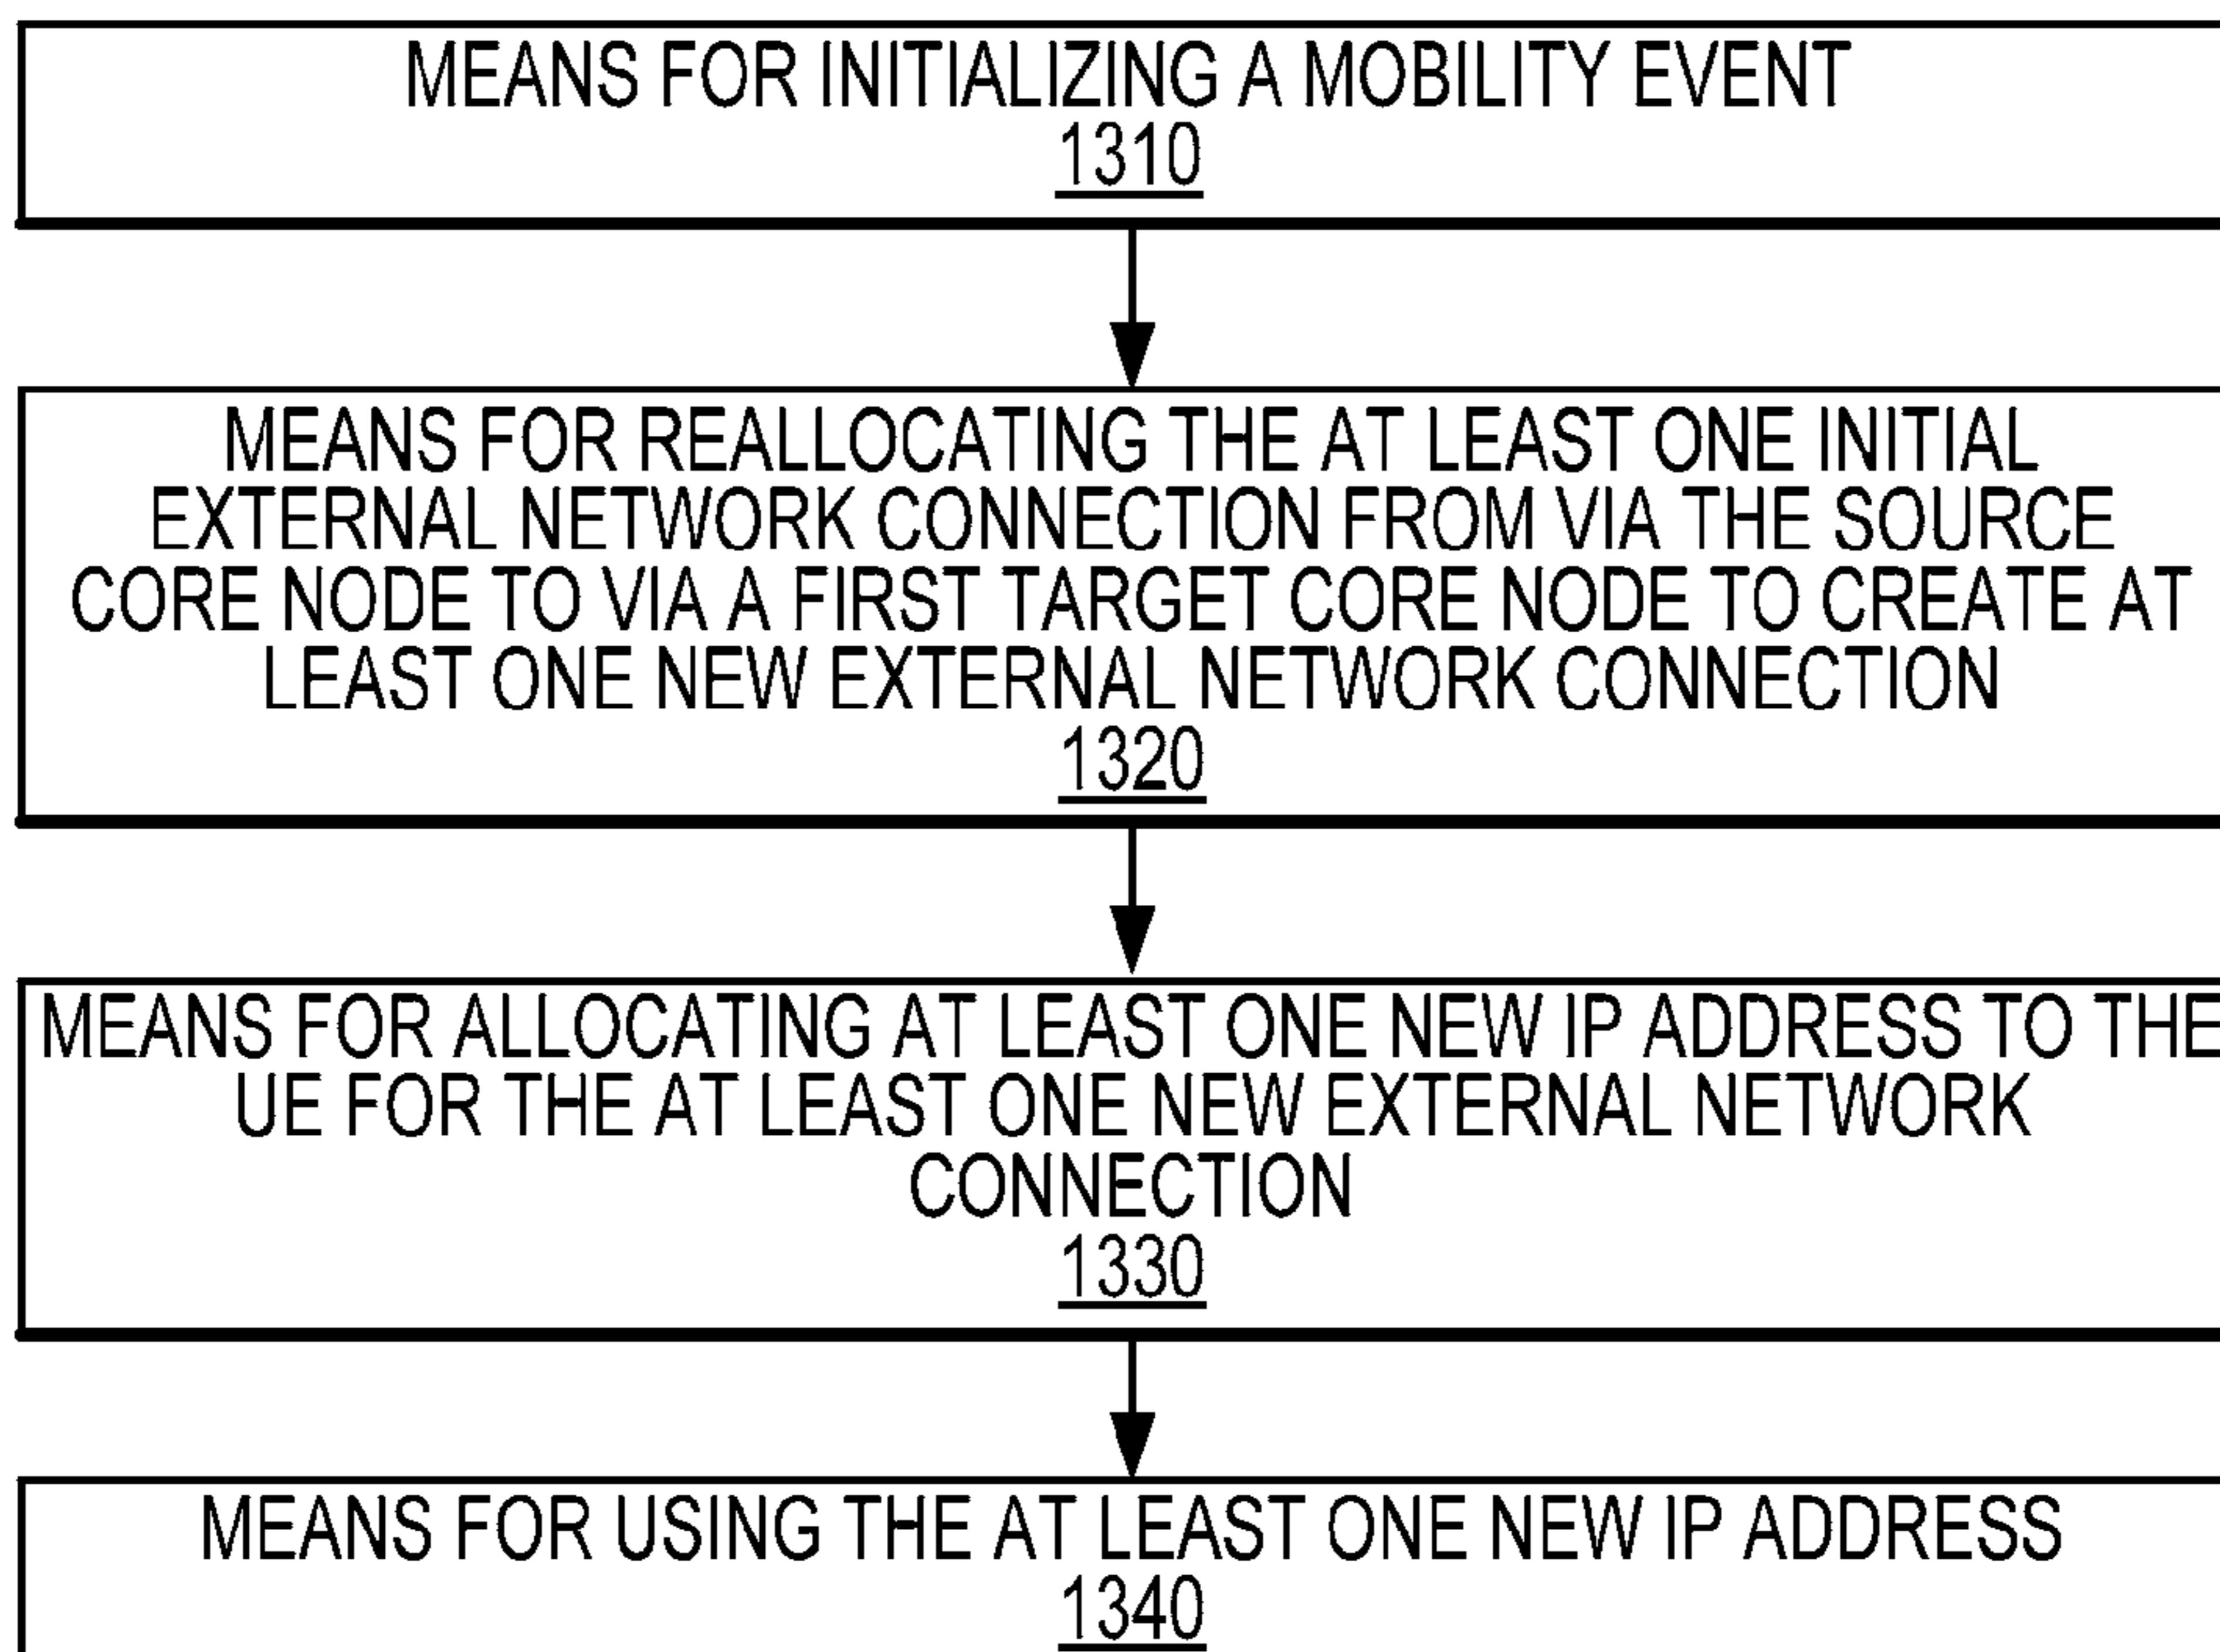 MEANS FOR INITIALIZING A MOBILITY EVENT
1310
MEANS FOR REALLOCATING THE AT LEAST ONE INITIAL
EXTERNAL NETWORK CONNECTION FROM VIA THE SOURCE
CORE NODE TO VIA A FIRST TARGET CORE NODE TO CREATE AT
LEAST ONE NEW EXTERNAL NETWORK CONNECTION
1320
MEANS FOR ALLOCATING AT LEAST ONE NEW IP ADDRESS TO THE
UE FOR THE AT LEAST ONE NEW EXTERNAL NETWORK
CONNECTION
1330
MEANS FOR USING THE AT LEAST ONE NEW IP ADDRESS
1340